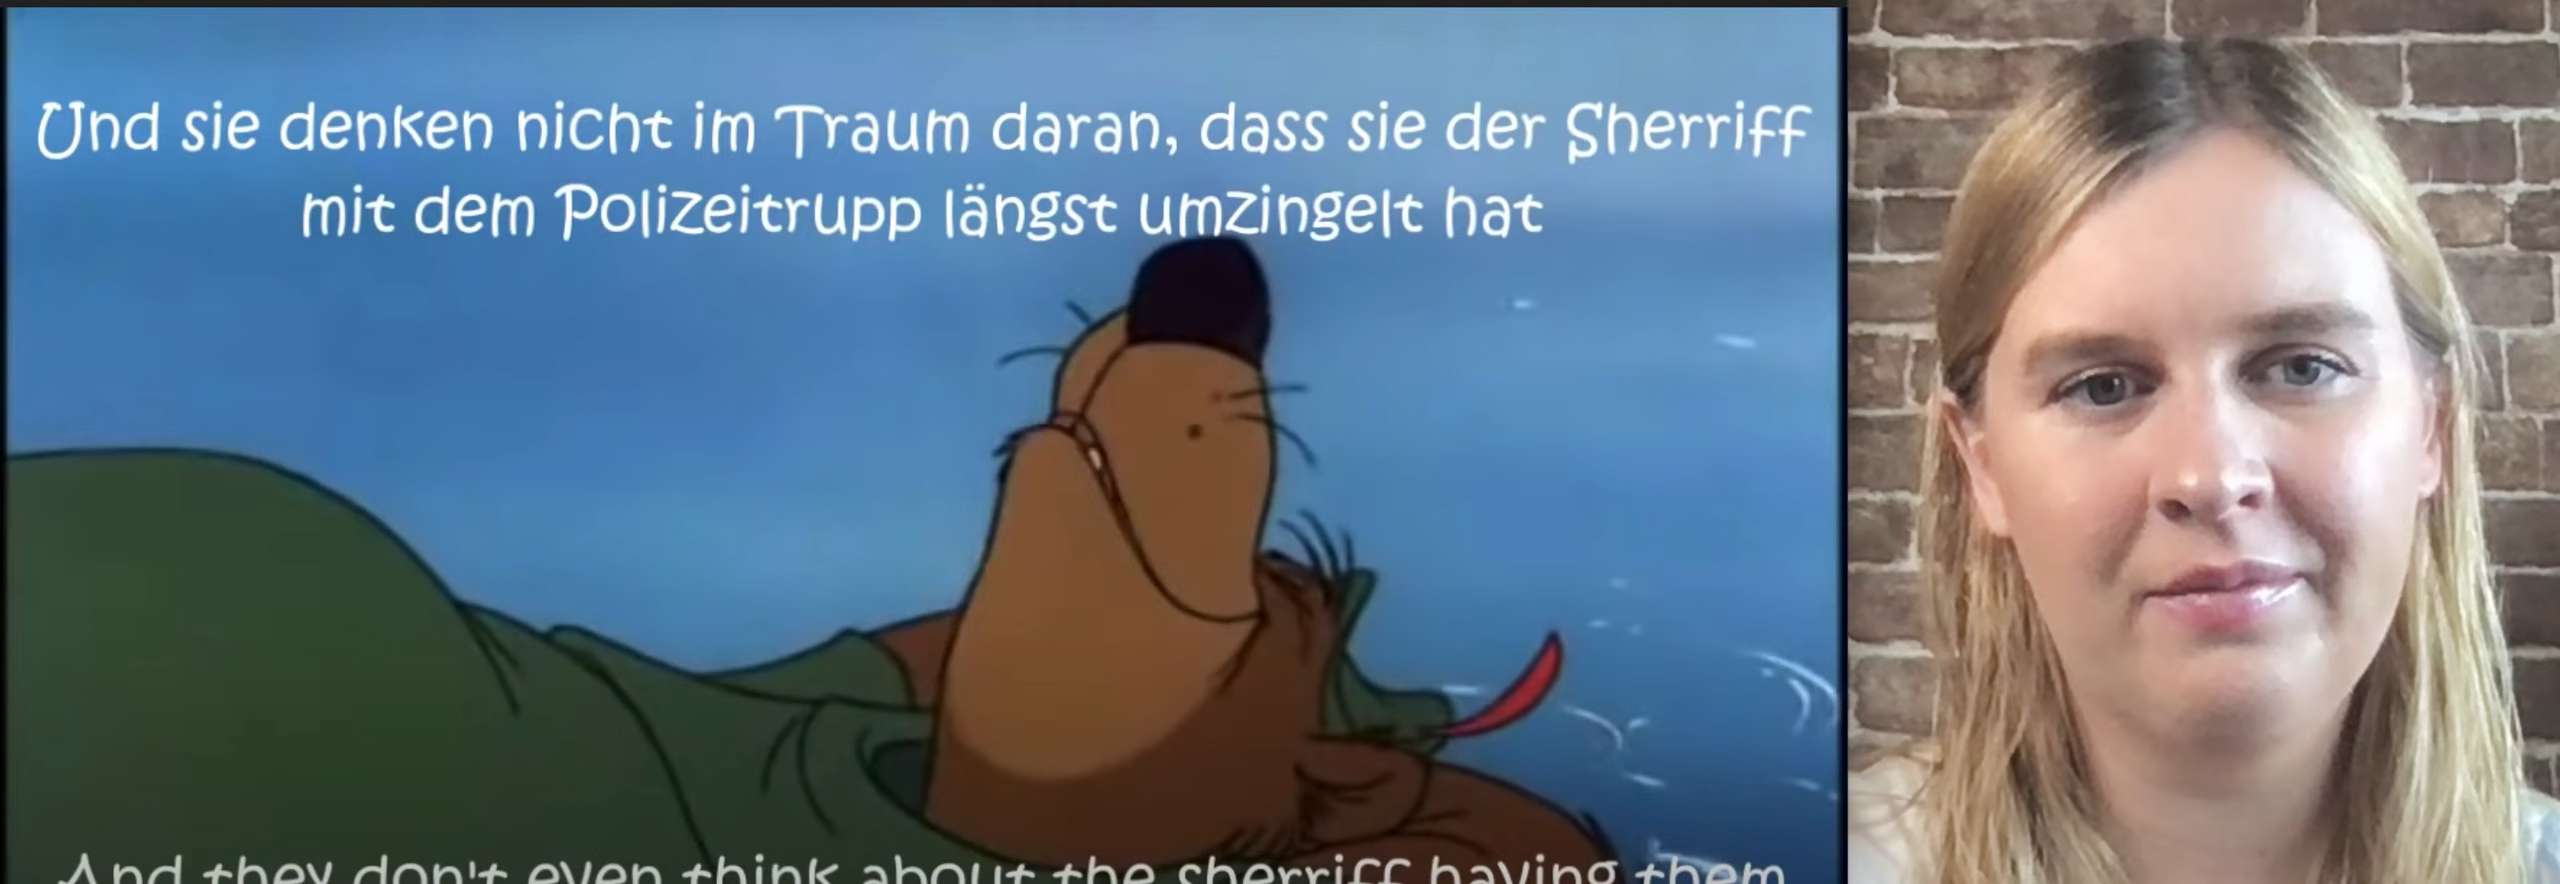 Und sie denken nicht im Traum daran, dass sie der Sherriff
mit dem Polizeitrupp längst umzingelt hat
And they don't even think about the sherriff having them